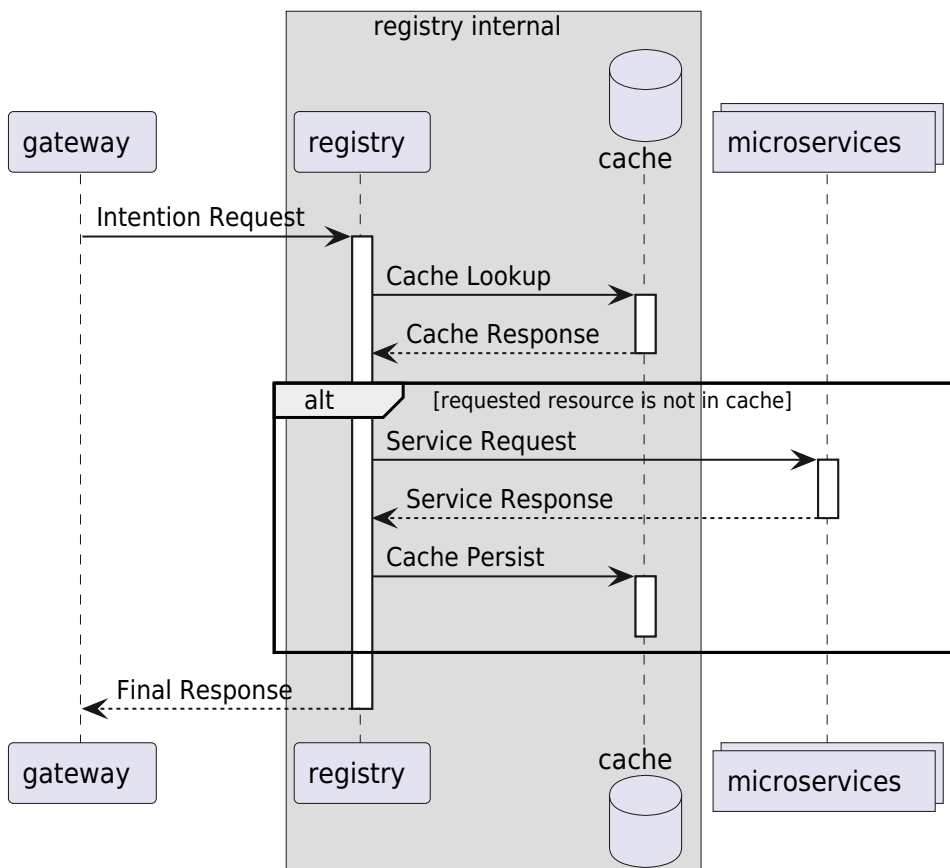 registry internal
gateway
registry
cache
microservices
Intention Request
Cache Lookup
Cache Response
alt
[requested resource is not in cache]
Service Request
Service Response
Cache Persist
Final Response
gateway
registry
cache
microservices